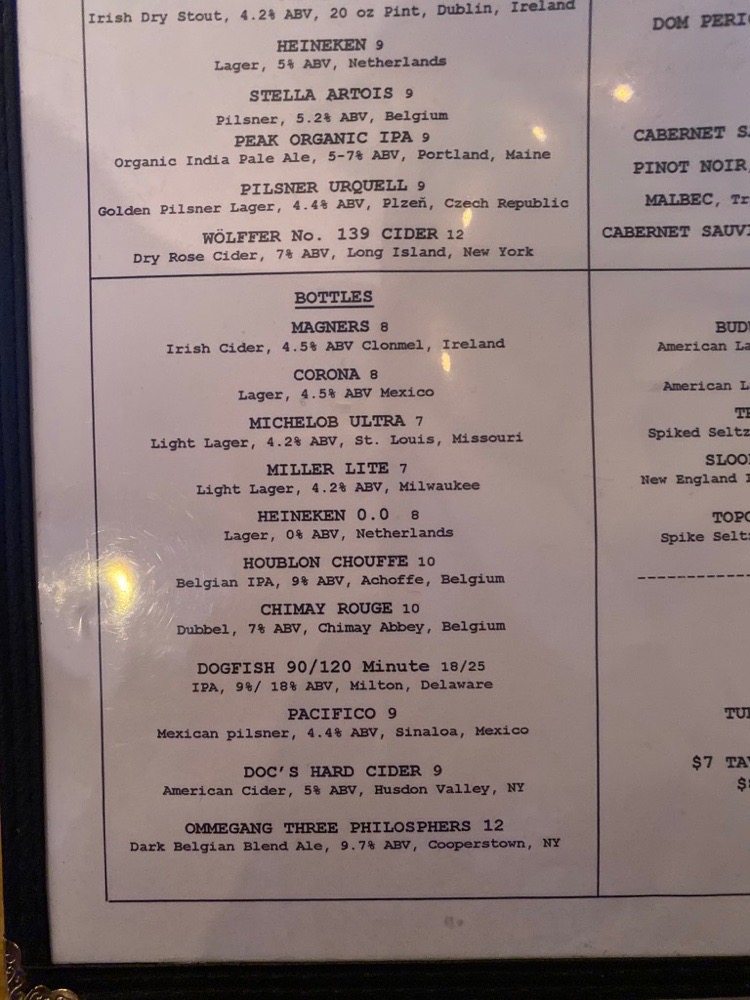 Irish Dry Stout, 4.2% ABV, 20 oz Pint, Dublin, Ireland
HEINEKEN 9
Lager, 5% ABV, Netherlands
STELLA ARTOIS 9
Pilsner, 5.2% ABV, Belgium
PEAK ORGANIC IPA 9
Organic India Pale Ale, 5-7% ABV, Portland, Maine
PILSNER URQUELL 9
Golden Pilsner Lager, 4.4% ABV, Plzeň, Czech Republic
WÖLFFER No. 139 CIDER 12
Dry Rose Cider, 7% ABV, Long Island, New York
BOTTLES
MAGNERS 8
Irish Cider, 4.5% ABV Clonmel, Ireland
CORONA 8
Lager, 4.5% ABV Mexico
MICHELOB ULTRA 7
Light Lager, 4.2% ABV, St. Louis, Missouri
MILLER LITE 7
Light Lager, 4.2% ABV, Milwaukee
HEINEKEN 0.0 8
Lager, 0% ABV, Netherlands
HOUBLON CHOUFFE 10
Belgian IPA, 9% ABV, Achoffe, Belgium
CHIMAY ROUGE 10
Dubbel, 7% ABV, Chimay Abbey, Belgium
DOGFISH 90/120 Minute 18/25
IPA, 9%/ 18% ABV, Milton, Delaware
PACIFICO 9
Mexican pilsner, 4.4% ABV, Sinaloa, Mexico
DOC'S HARD CIDER 9
American Cider, 5% ABV, Husdon Valley, NY
OMMEGANG THREE PHILOSPHERS 12
Dark Belgian Blend Ale, 9.7% ABV, Cooperstown, NY
DOM PERI
CABERNET S
PINOT NOIR,
MALBEC, Tr
CABERNET SAUVI
BUD
American La
American L
Spiked Seltz
SLOO
New England I
TOPO
Spike Selt
TU
$7 TA